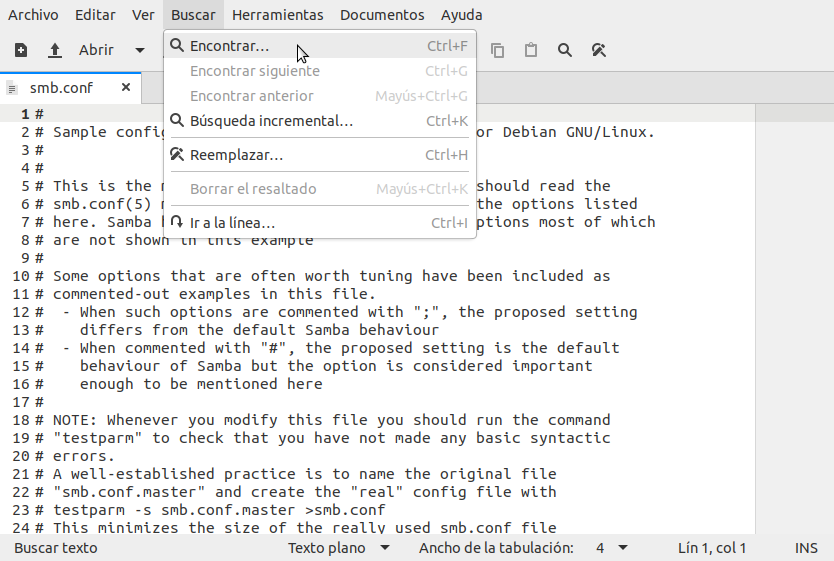 Archivo Editar Ver Buscar Herramientas Documentos Ayuda
Abrir
Encontrar... Ctrl+F
Encontrar siguiente Ctrl+G
Encontrar anterior Mayús+Ctrl+G
Búsqueda incremental... Ctrl+K
Reemplazar... Ctrl+H
Borrar el resaltado Mayús+Ctrl+K
Ir a la línea... Ctrl+I
smb.conf
1 #
2 # Sample config or Debian GNU/Linux.
3 #
4 #
5 # This is the should read the
6 # smb.conf(5) the options listed
7 # here. Samba ptions most of which
8 # are not shown in this example
9 #
10 # Some options that are often worth tuning have been included as
11 # commented-out examples in this file.
12 # - When such options are commented with ";", the proposed setting
13 # differs from the default Samba behaviour
14 # - When commented with "#", the proposed setting is the default
15 # behaviour of Samba but the option is considered important
16 # enough to be mentioned here
17 #
18 # NOTE: Whenever you modify this file you should run the command
19 # "testparm" to check that you have not made any basic syntactic
20 # errors.
21 # A well-established practice is to name the original file
22 # "smb.conf.master" and create the "real" config file with
23 # testparm -s smb.conf.master >smb.conf
24 # This minimizes the size of the really used smb.conf file
Buscar texto Texto plano Ancho de la tabulación: 4 Lín 1, col 1 INS